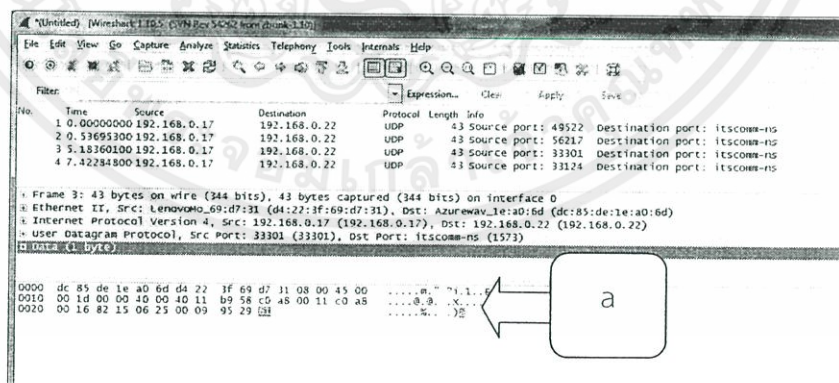 *(Untitled) [Wireshark 1.10.5 (SVN Rev 54262 from /trunk-1.10)]
File Edit View Go Capture Analyze Statistics Telephony Tools Internals Help
Filter: Expression... Clear Apply Save
No. Time Source Destination Protocol Length Info
1 0.00000000 192.168.0.17 192.168.0.22 UDP 43 Source port: 49522 Destination port: itscomm-ns
2 0.53695300 192.168.0.17 192.168.0.22 UDP 43 Source port: 56217 Destination port: itscomm-ns
3 5.18360100 192.168.0.17 192.168.0.22 UDP 43 Source port: 33301 Destination port: itscomm-ns
4 7.42284800 192.168.0.17 192.168.0.22 UDP 43 Source port: 33124 Destination port: itscomm-ns
Frame 3: 43 bytes on wire (344 bits), 43 bytes captured (344 bits) on interface 0
Ethernet II, Src: LenovoMo_69:d7:31 (d4:22:3f:69:d7:31), Dst: Azurewav_1e:a0:6d (dc:85:de:1e:a0:6d)
Internet Protocol Version 4, Src: 192.168.0.17 (192.168.0.17), Dst: 192.168.0.22 (192.168.0.22)
User Datagram Protocol, Src Port: 33301 (33301), Dst Port: itscomm-ns (1573)
Data (1 byte)
0000 dc 85 de 1e a0 6d d4 22 3f 69 d7 31 08 00 45 00 .....m." ?i.1..E.
0010 00 1d 00 00 40 00 40 11 b9 58 c0 a8 00 11 c0 a8 ....@.@. .X......
0020 00 16 82 15 06 25 00 09 95 29 .....%.. .)
a